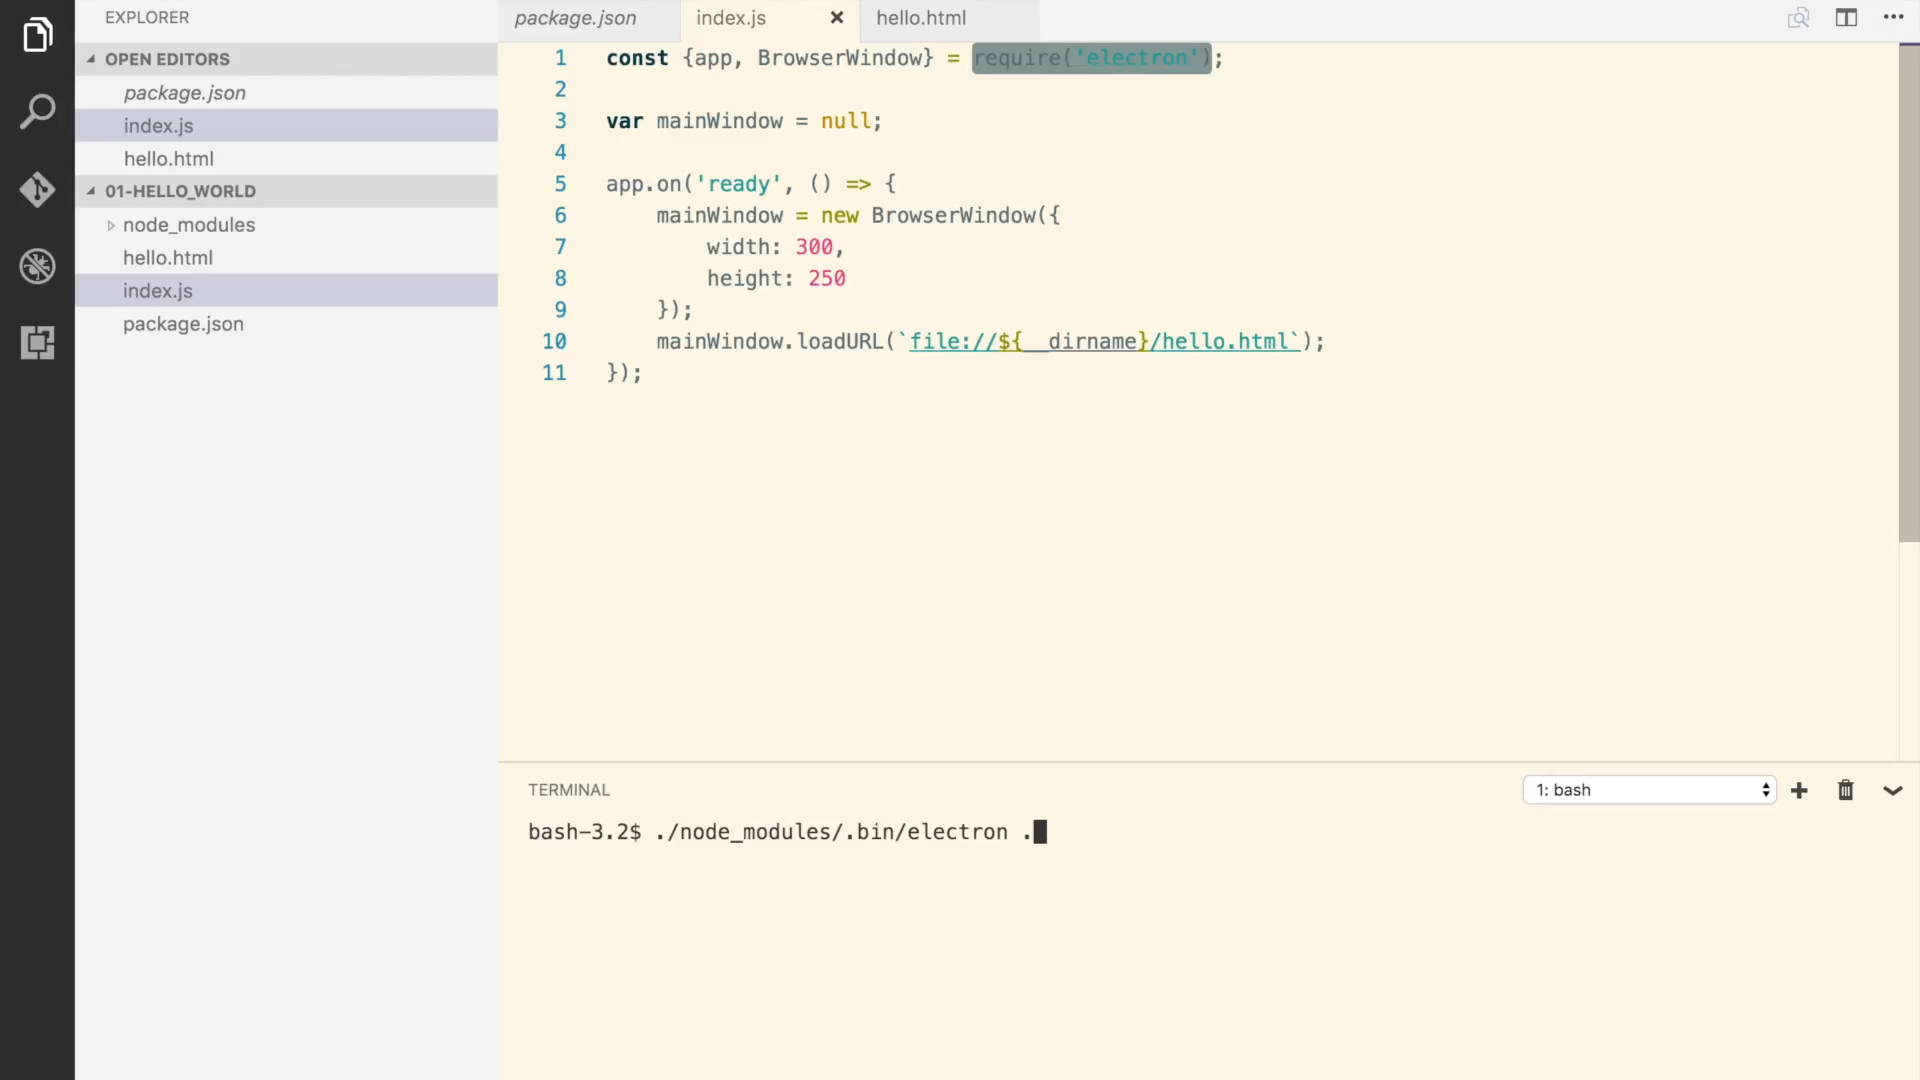 EXPLORER
OPEN EDITORS
package.json
index.js
hello.html
01-HELLO_WORLD
node_modules
hello.html
index.js
package.json
package.json
index.js
hello.html
1 const {app, BrowserWindow} = require('electron');
2
3 var mainWindow = null;
4
5 app.on('ready', () => {
6 mainWindow = new BrowserWindow({
7 width: 300,
8 height: 250
9 });
10 mainWindow.loadURL(`file://${__dirname}/hello.html`);
11 });
TERMINAL
1: bash
bash-3.2$ ./node_modules/.bin/electron .